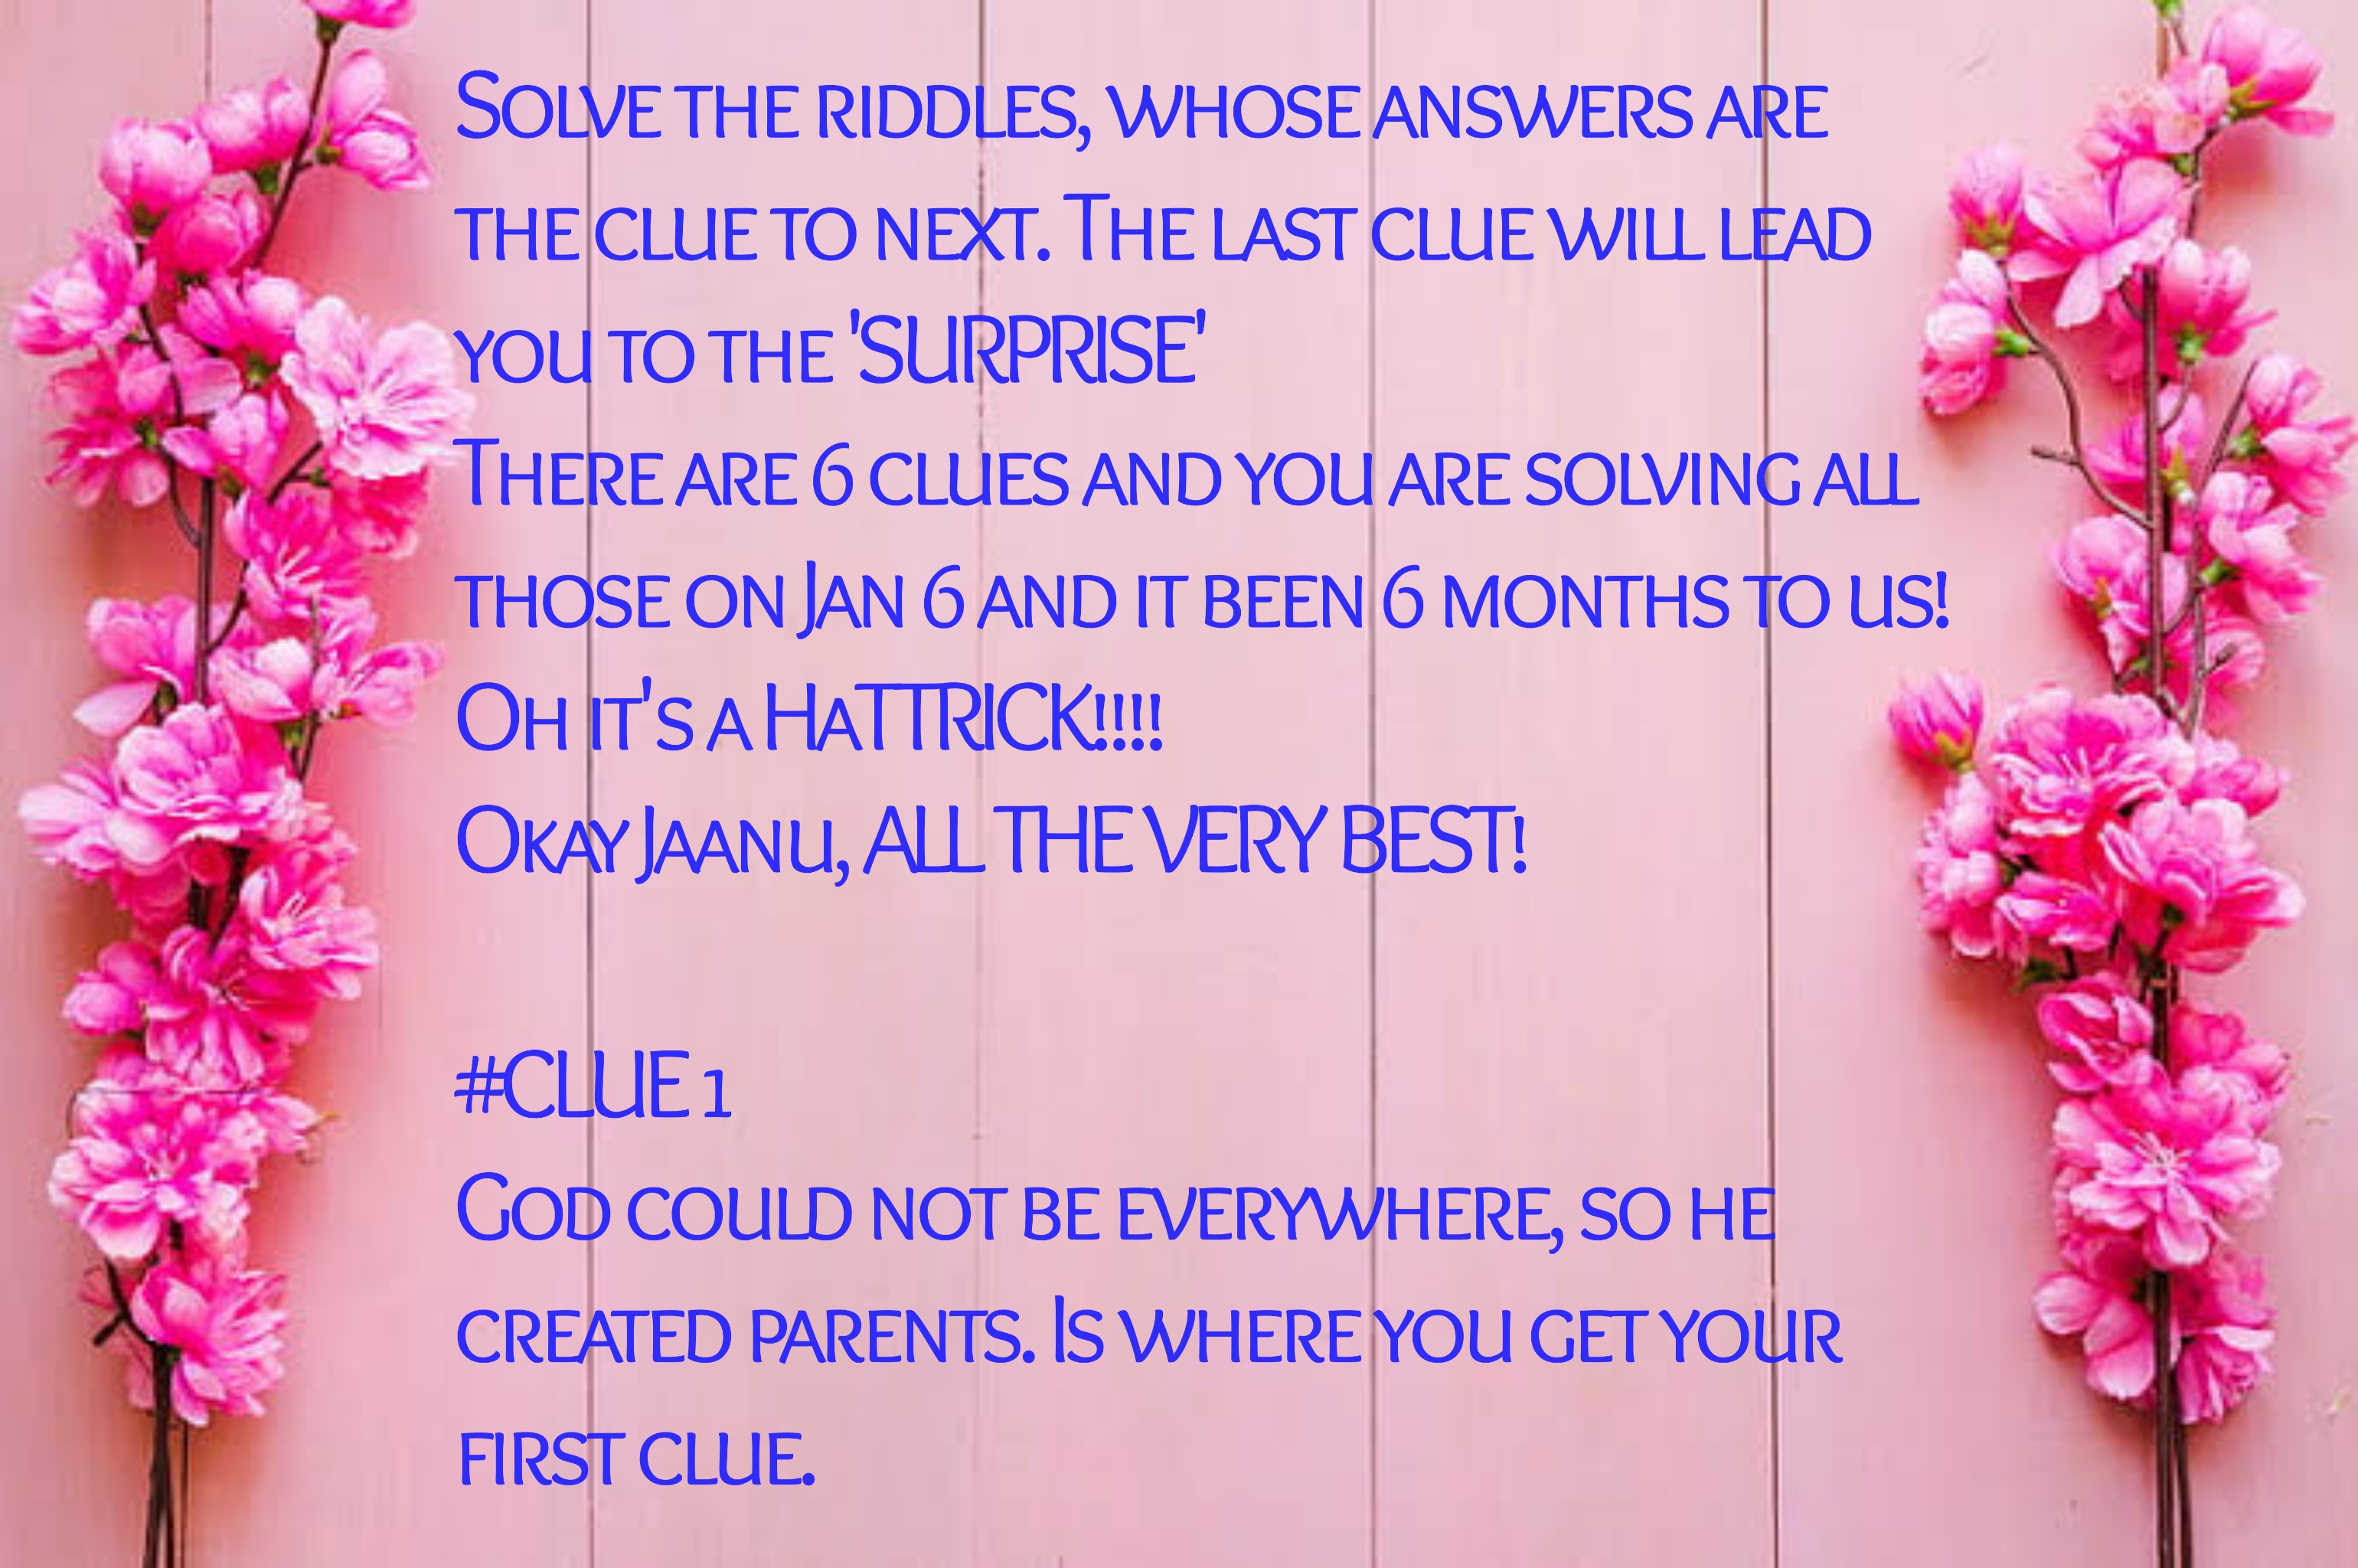 Solve the riddles, whose answers are
the clue to next. The last clue will lead
you to the 'SURPRISE'
There are 6 clues and you are solving all
those on Jan 6 and it been 6 months to us!
Oh it's a HaTTRICK!!!!
Okay Jaanu, ALL THE VERY BEST!
#CLUE 1
God could not be everywhere, so he
created parents. Is where you get your
first clue.